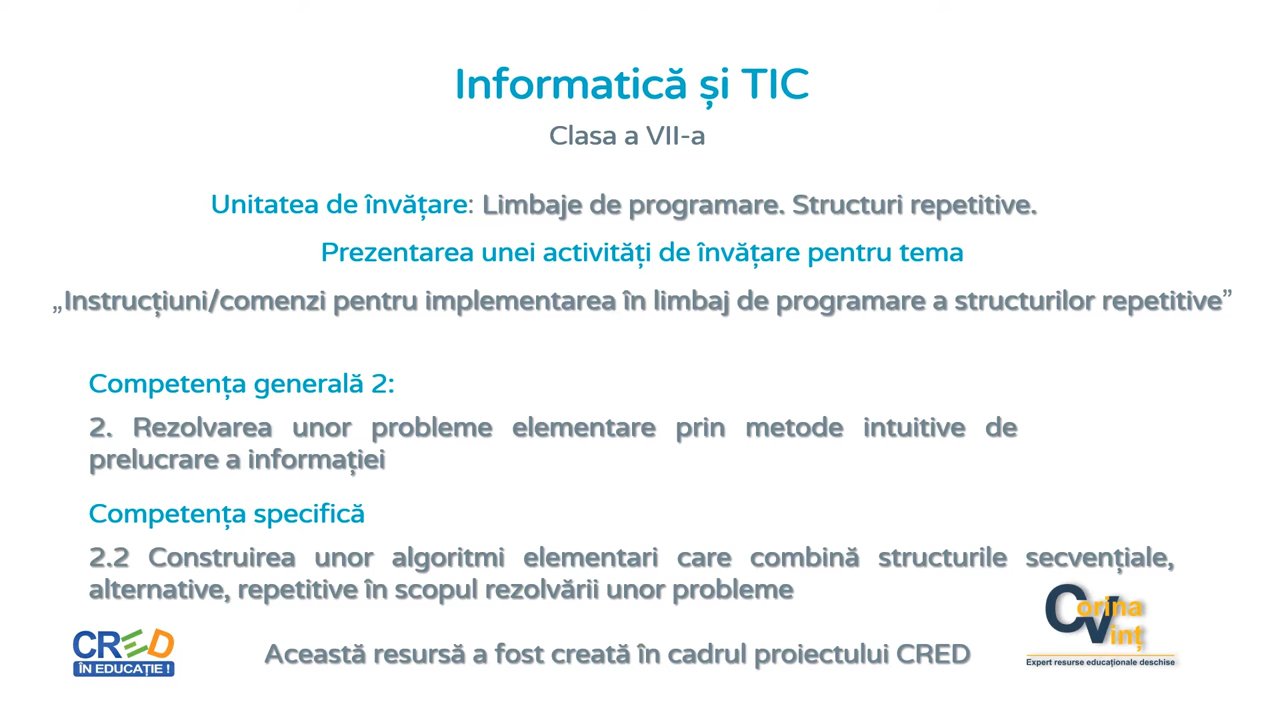 Informatică și TIC
Clasa a VII-a
Unitatea de învățare: Limbaje de programare. Structuri repetitive.
Prezentarea unei activități de învățare pentru tema
„Instrucțiuni/comenzi pentru implementarea în limbaj de programare a structurilor repetitive”
Competența generală 2:
2. Rezolvarea unor probleme elementare prin metode intuitive de
prelucrare a informației
Competența specifică
2.2 Construirea unor algoritmi elementari care combină structurile secvențiale,
alternative, repetitive în scopul rezolvării unor probleme
CRED
ÎN EDUCAȚIE !
Această resursă a fost creată în cadrul proiectului CRED
Corina
Vinț
Expert resurse educaționale deschise